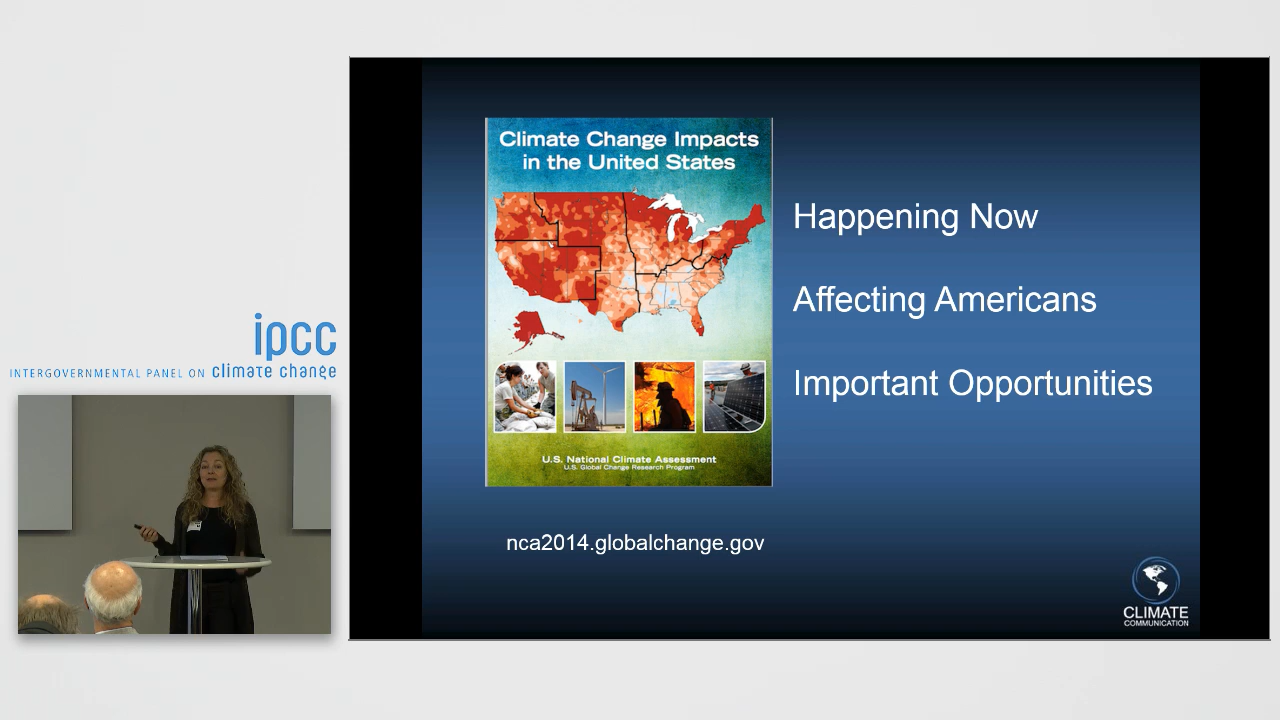 ipcc
INTERGOVERNMENTAL PANEL ON climate change
Climate Change Impacts
in the United States
U.S. National Climate Assessment
U.S. Global Change Research Program
Happening Now
Affecting Americans
Important Opportunities
nca2014.globalchange.gov
CLIMATE
COMMUNICATION